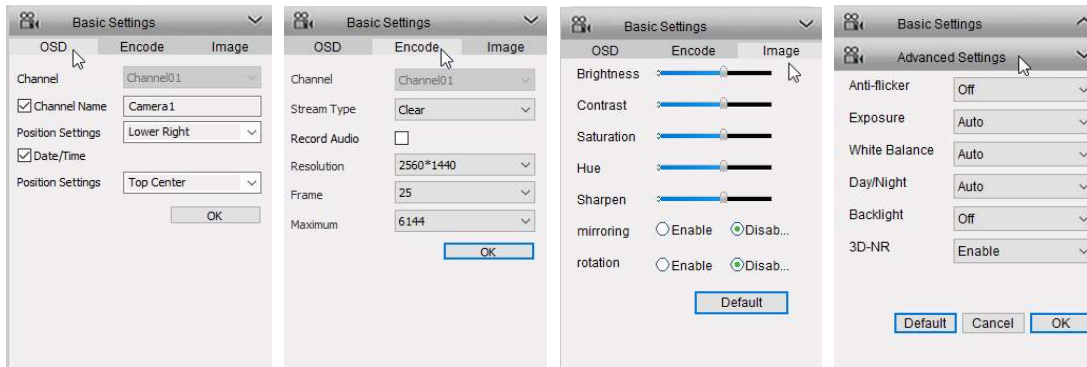 Basic Settings
OSD Encode Image
Channel Channel01
Channel Name Camera1
Position Settings Lower Right
Date/Time
Position Settings Top Center
OK
Basic Settings
OSD Encode Image
Channel Channel01
Stream Type Clear
Record Audio
Resolution 2560*1440
Frame 25
Maximum 6144
OK
Basic Settings
OSD Encode Image
Brightness
Contrast
Saturation
Hue
Sharpen
mirroring Enable Disab...
rotation Enable Disab...
Default
Basic Settings
Advanced Settings
Anti-flicker Off
Exposure Auto
White Balance Auto
Day/Night Auto
Backlight Off
3D-NR Enable
Default Cancel OK